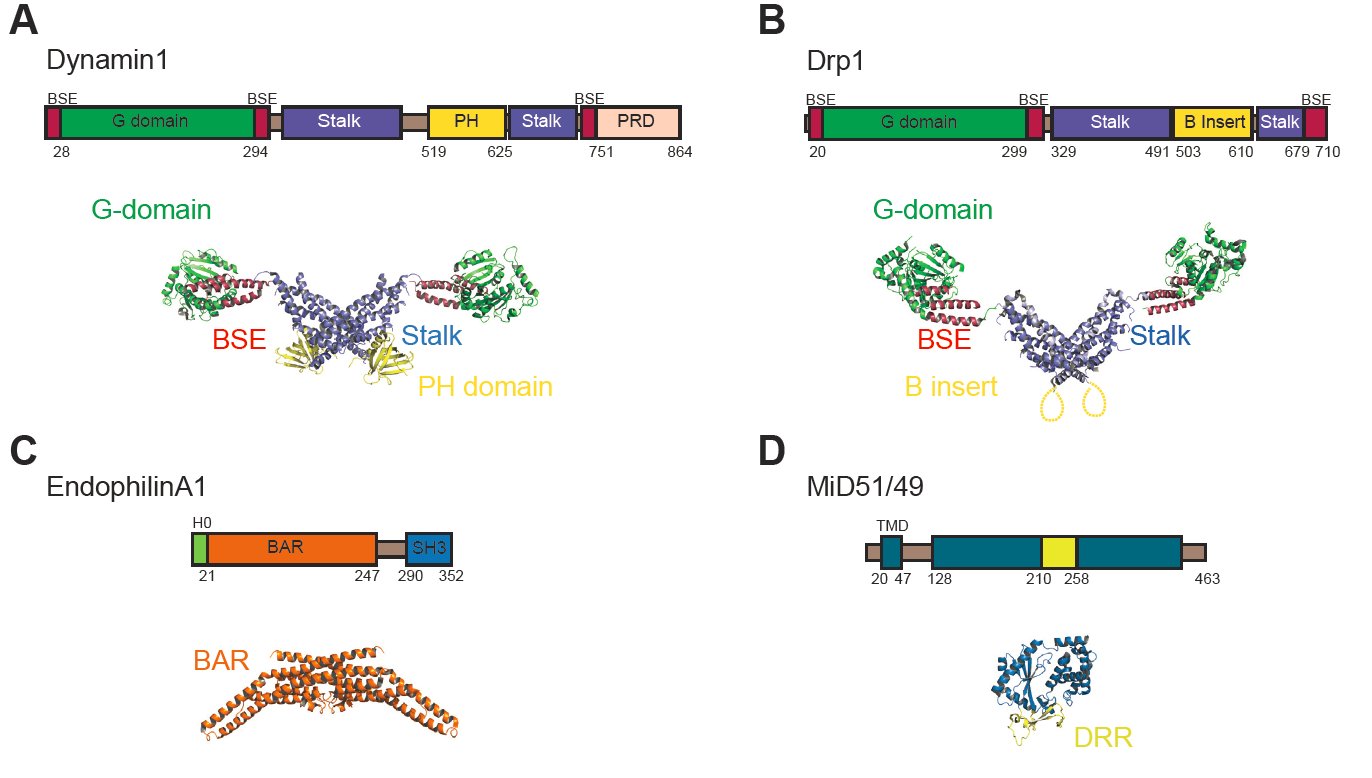 A
Dynamin1
BSE BSE BSE
G domain Stalk PH Stalk PRD
28 294 519 625 751 864
G-domain
BSE Stalk
PH domain
B
Drp1
BSE BSE BSE
G domain Stalk B Insert Stalk
20 299 329 491 503 610 679 710
G-domain
BSE Stalk
B insert
C
EndophilinA1
H0
BAR SH3
21 247 290 352
BAR
D
MiD51/49
TMD
20 47 128 210 258 463
DRR